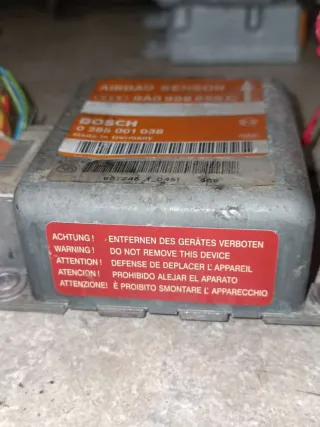 AIRBAG SENSOR
BOSCH
0 285 001 038
Made in Germany
ACHTUNG! ENTFERNEN DES GERÄTES VERBOTEN
WARNING! DO NOT REMOVE THIS DEVICE
ATTENTION! DEFENSE DE DEPLACER L'APPAREIL
ATENCION! PROHIBIDO ALEJAR EL APARATO
ATTENZIONE! È PROIBITO SMONTARE L'APPARECCHIO